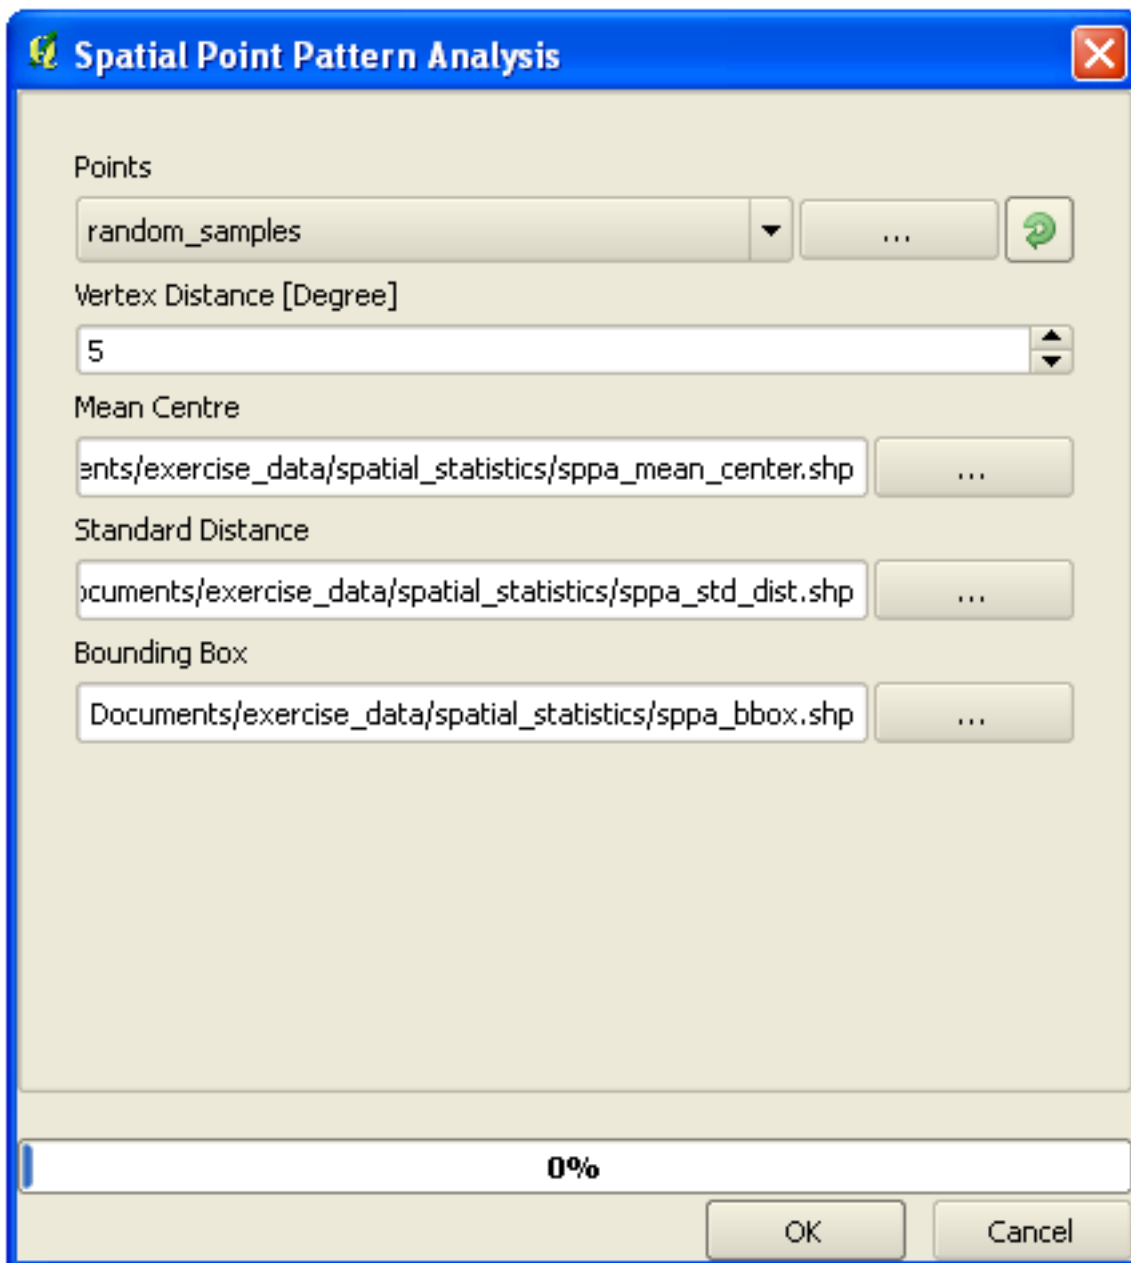 Spatial Point Pattern Analysis
Points
random_samples
...
Vertex Distance [Degree]
5
Mean Centre
ents/exercise_data/spatial_statistics/sppa_mean_center.shp
...
Standard Distance
ocuments/exercise_data/spatial_statistics/sppa_std_dist.shp
...
Bounding Box
Documents/exercise_data/spatial_statistics/sppa_bbox.shp
...
0%
OK
Cancel